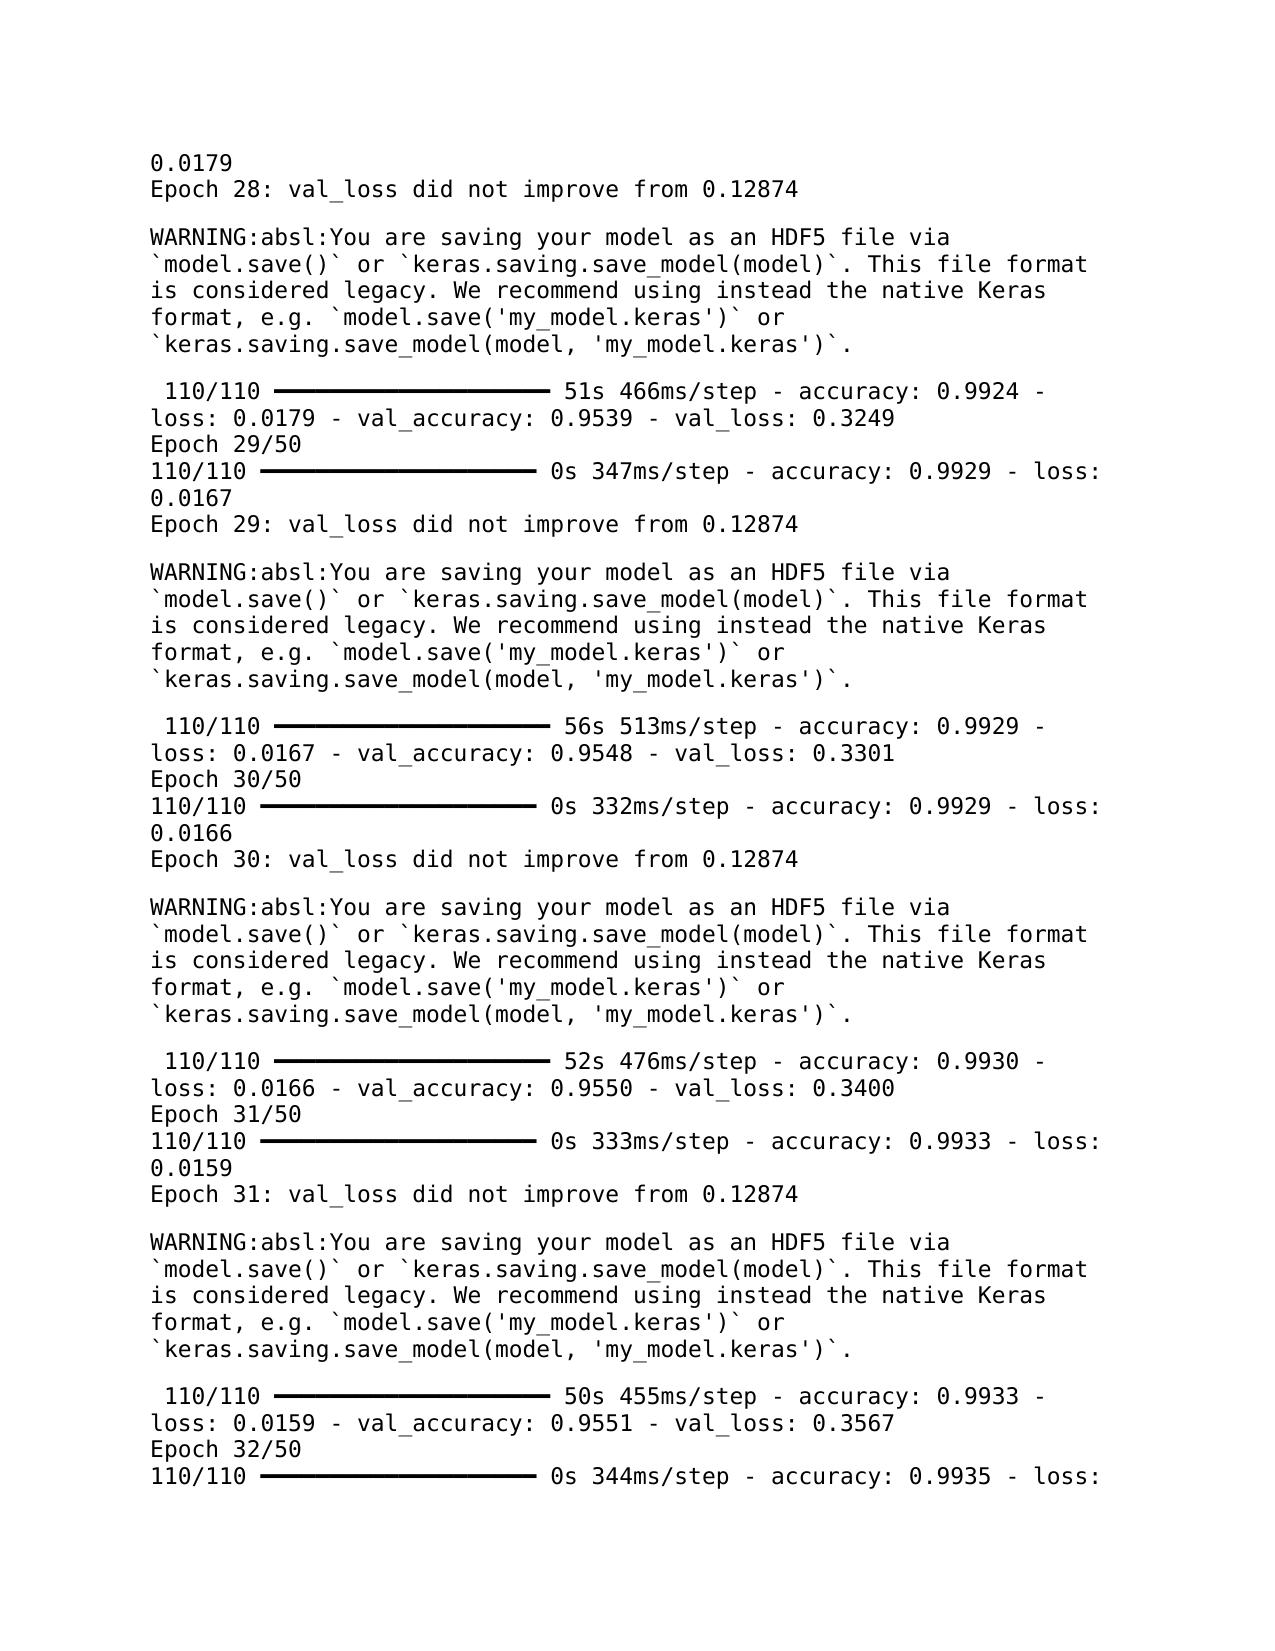 0.0179
Epoch 28: val_loss did not improve from 0.12874
WARNING:absl:You are saving your model as an HDF5 file via
`model.save()` or `keras.saving.save_model(model)`. This file format
is considered legacy. We recommend using instead the native Keras
format, e.g. `model.save('my_model.keras')` or
`keras.saving.save_model(model, 'my_model.keras')`.
110/110 ━━━━━━━━━━━━━━━━━━━━ 51s 466ms/step - accuracy: 0.9924 -
loss: 0.0179 - val_accuracy: 0.9539 - val_loss: 0.3249
Epoch 29/50
110/110 ━━━━━━━━━━━━━━━━━━━━ 0s 347ms/step - accuracy: 0.9929 - loss:
0.0167
Epoch 29: val_loss did not improve from 0.12874
WARNING:absl:You are saving your model as an HDF5 file via
`model.save()` or `keras.saving.save_model(model)`. This file format
is considered legacy. We recommend using instead the native Keras
format, e.g. `model.save('my_model.keras')` or
`keras.saving.save_model(model, 'my_model.keras')`.
110/110 ━━━━━━━━━━━━━━━━━━━━ 56s 513ms/step - accuracy: 0.9929 -
loss: 0.0167 - val_accuracy: 0.9548 - val_loss: 0.3301
Epoch 30/50
110/110 ━━━━━━━━━━━━━━━━━━━━ 0s 332ms/step - accuracy: 0.9929 - loss:
0.0166
Epoch 30: val_loss did not improve from 0.12874
WARNING:absl:You are saving your model as an HDF5 file via
`model.save()` or `keras.saving.save_model(model)`. This file format
is considered legacy. We recommend using instead the native Keras
format, e.g. `model.save('my_model.keras')` or
`keras.saving.save_model(model, 'my_model.keras')`.
110/110 ━━━━━━━━━━━━━━━━━━━━ 52s 476ms/step - accuracy: 0.9930 -
loss: 0.0166 - val_accuracy: 0.9550 - val_loss: 0.3400
Epoch 31/50
110/110 ━━━━━━━━━━━━━━━━━━━━ 0s 333ms/step - accuracy: 0.9933 - loss:
0.0159
Epoch 31: val_loss did not improve from 0.12874
WARNING:absl:You are saving your model as an HDF5 file via
`model.save()` or `keras.saving.save_model(model)`. This file format
is considered legacy. We recommend using instead the native Keras
format, e.g. `model.save('my_model.keras')` or
`keras.saving.save_model(model, 'my_model.keras')`.
110/110 ━━━━━━━━━━━━━━━━━━━━ 50s 455ms/step - accuracy: 0.9933 -
loss: 0.0159 - val_accuracy: 0.9551 - val_loss: 0.3567
Epoch 32/50
110/110 ━━━━━━━━━━━━━━━━━━━━ 0s 344ms/step - accuracy: 0.9935 - loss: